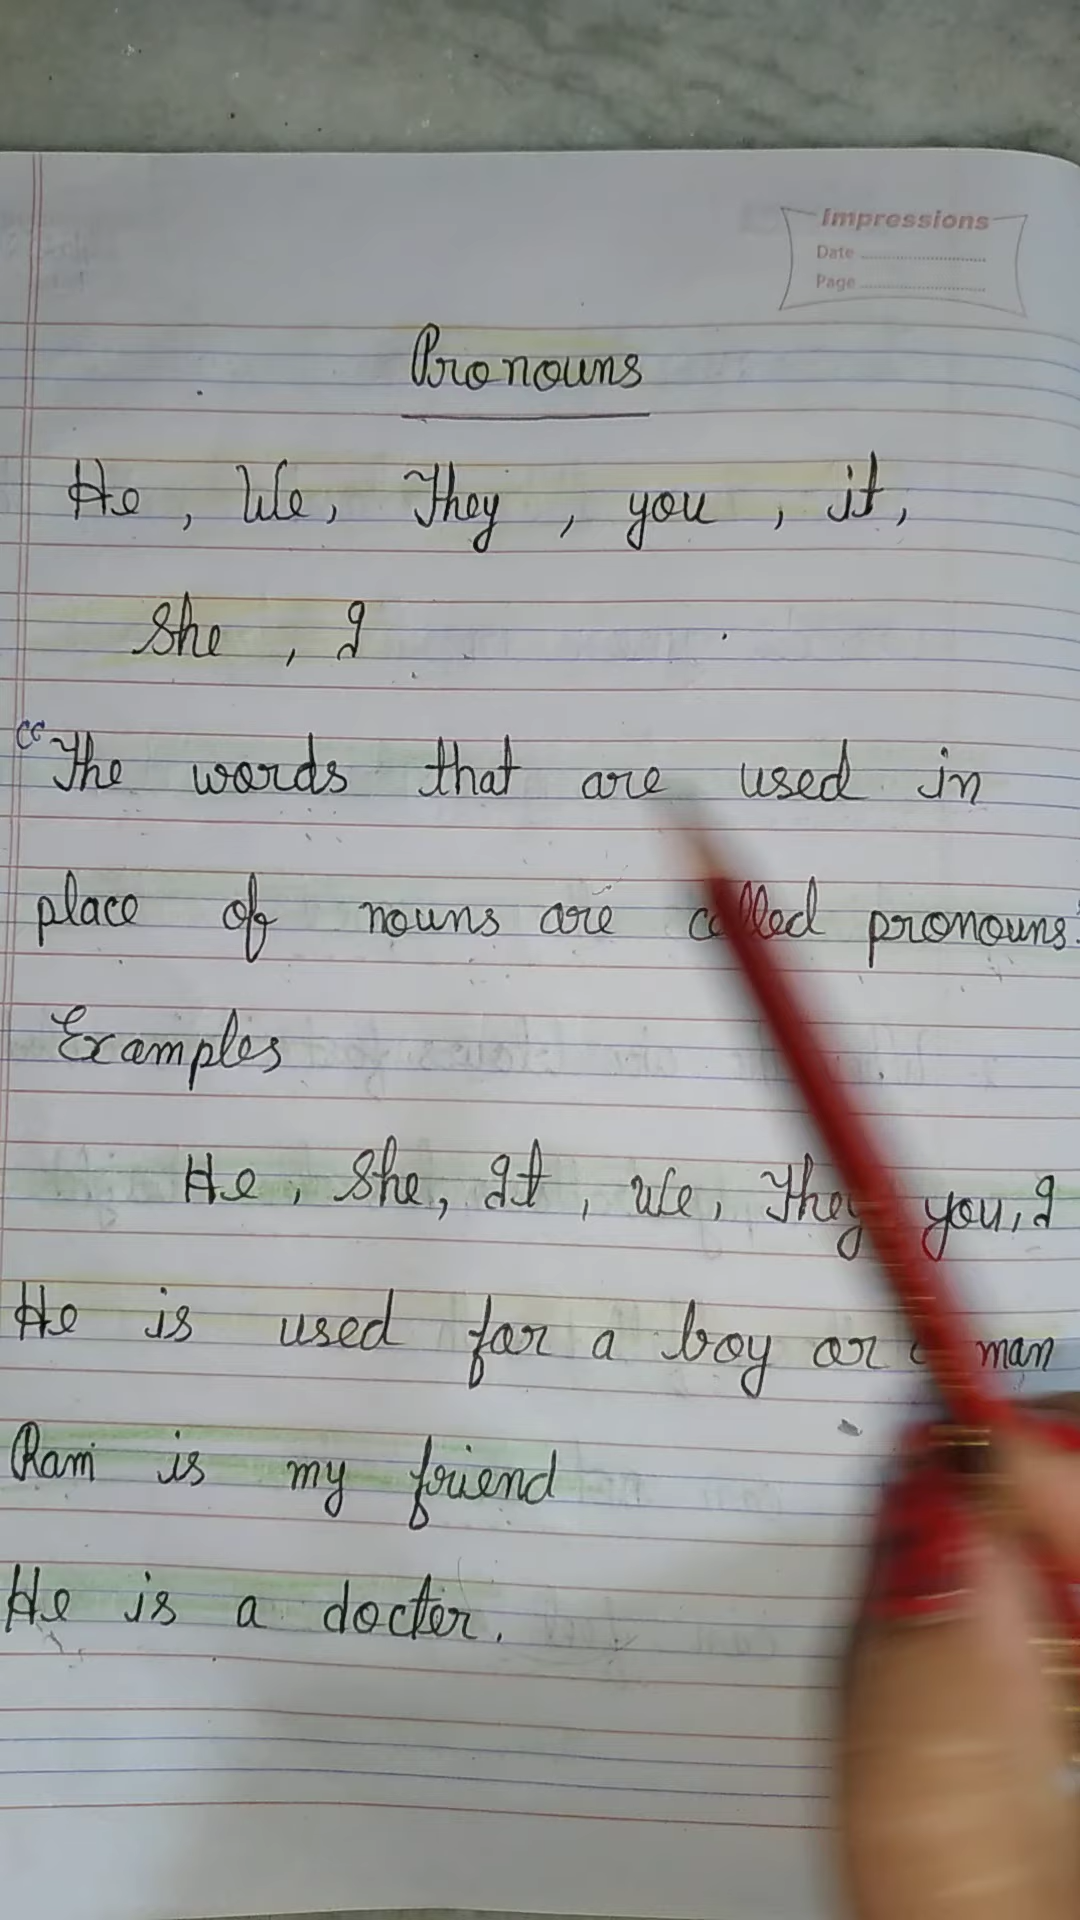 Impressions
Date
Page
Pronouns
He , We, They , you , it,
She , I
"The words that are used in
place of nouns are called pronouns"
Examples
He , She, It , We, They you, I
He is used for a boy or man
Ram is my friend
He is a docter.